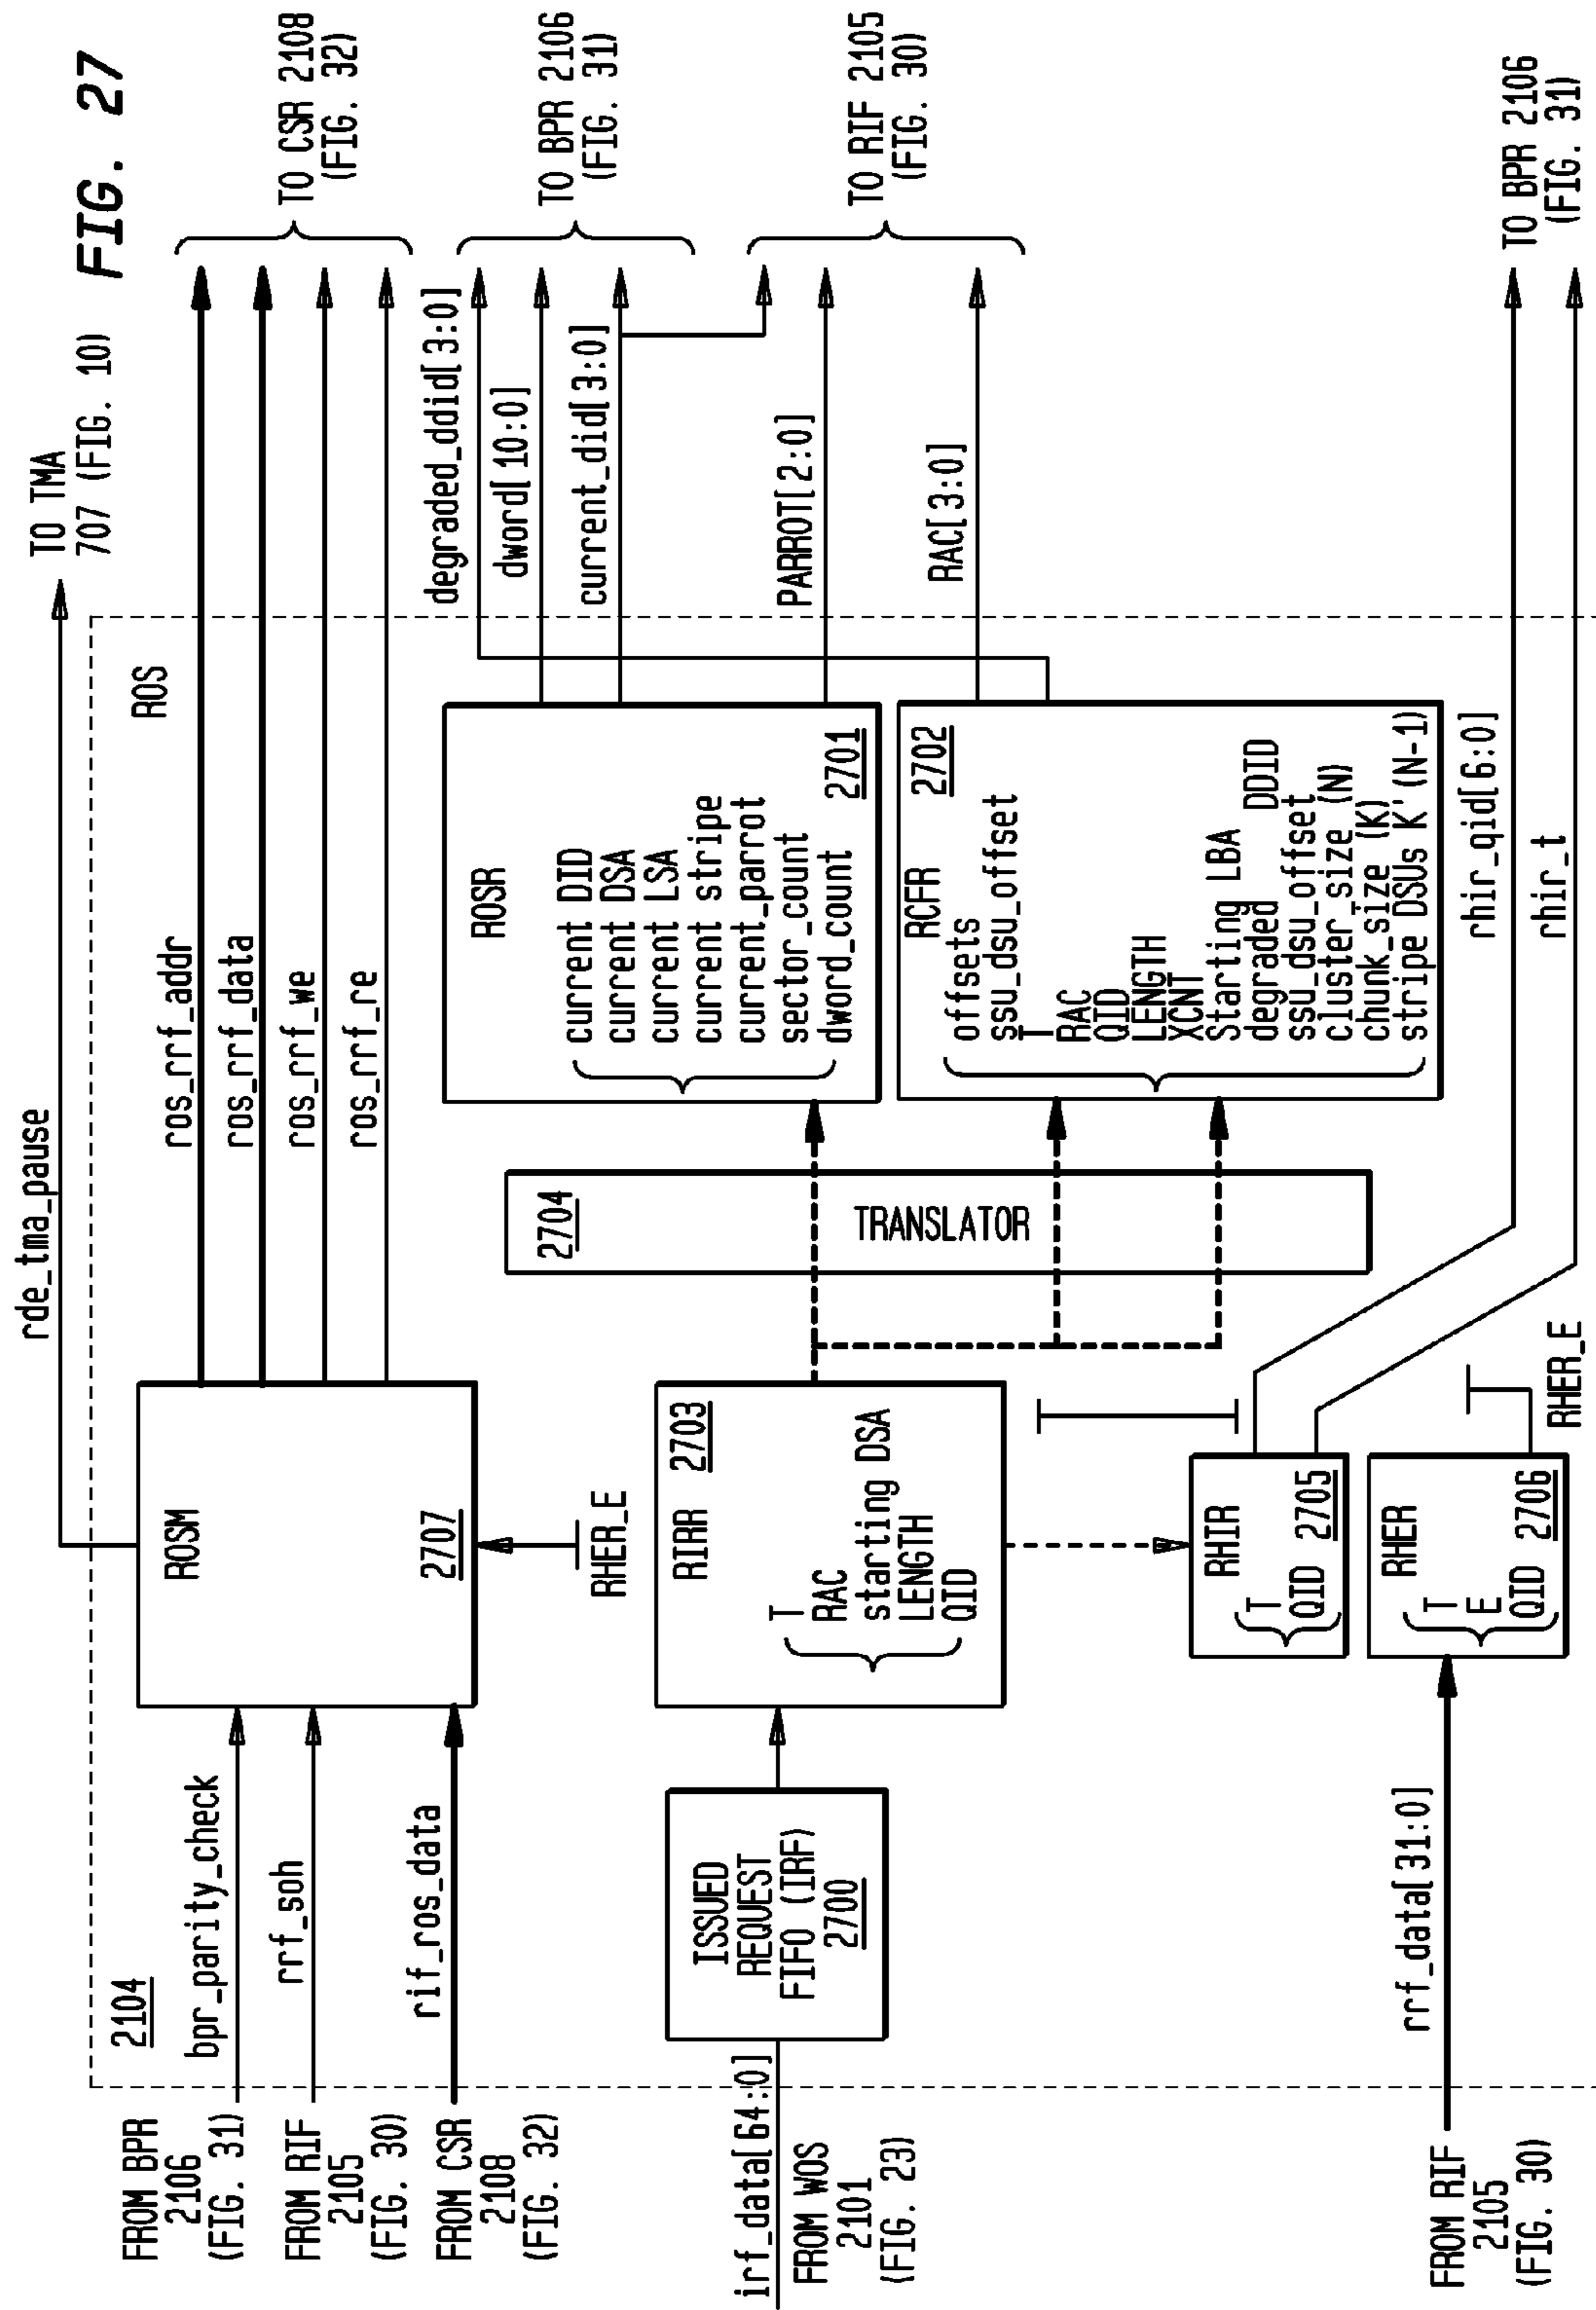 FIG. 27
TO TMA
707 (FIG. 10)
rde_tma_pause
2104
ROS
FROM BPR
2106
(FIG. 31)
bpr_parity_check
FROM RIF
2105
(FIG. 30)
rrf_soh
FROM CSR
2108
(FIG. 32)
rif_ros_data
ROSM
2707
RHER_E
ros_rrf_addr
ros_rrf_data
ros_rrf_we
ros_rrf_re
TO CSR 2108
(FIG. 32)
irf_data[64:0]
FROM WOS
2101
(FIG. 23)
ISSUED
REQUEST
FIFO (IRF)
2700
RIRR
2703
T
RAC
starting DSA
LENGTH
QID
2704
TRANSLATOR
ROSR
current DID
current DSA
current LSA
current stripe
current_parrot
sector_count
dword_count
2701
RCFR
2702
offsets
ssu_dsu_offset
T
RAC
QID
LENGTH
XCNT
Starting LBA
degraded DDID
ssu_dsu_offset
cluster_size (N)
chunk_size (K)
stripe DSUs K'(N-1)
degraded_ddid[3:0]
dword[10:0]
current_did[3:0]
TO BPR 2106
(FIG. 31)
PARROT[2:0]
RAC[3:0]
TO RIF 2105
(FIG. 30)
RHIR
T
QID
2705
rhir_qid[6:0]
rhir_t
TO BPR 2106
(FIG. 31)
FROM RIF
2105
(FIG. 30)
rrf_data[31:0]
RHER
T
E
QID
2706
RHER_E